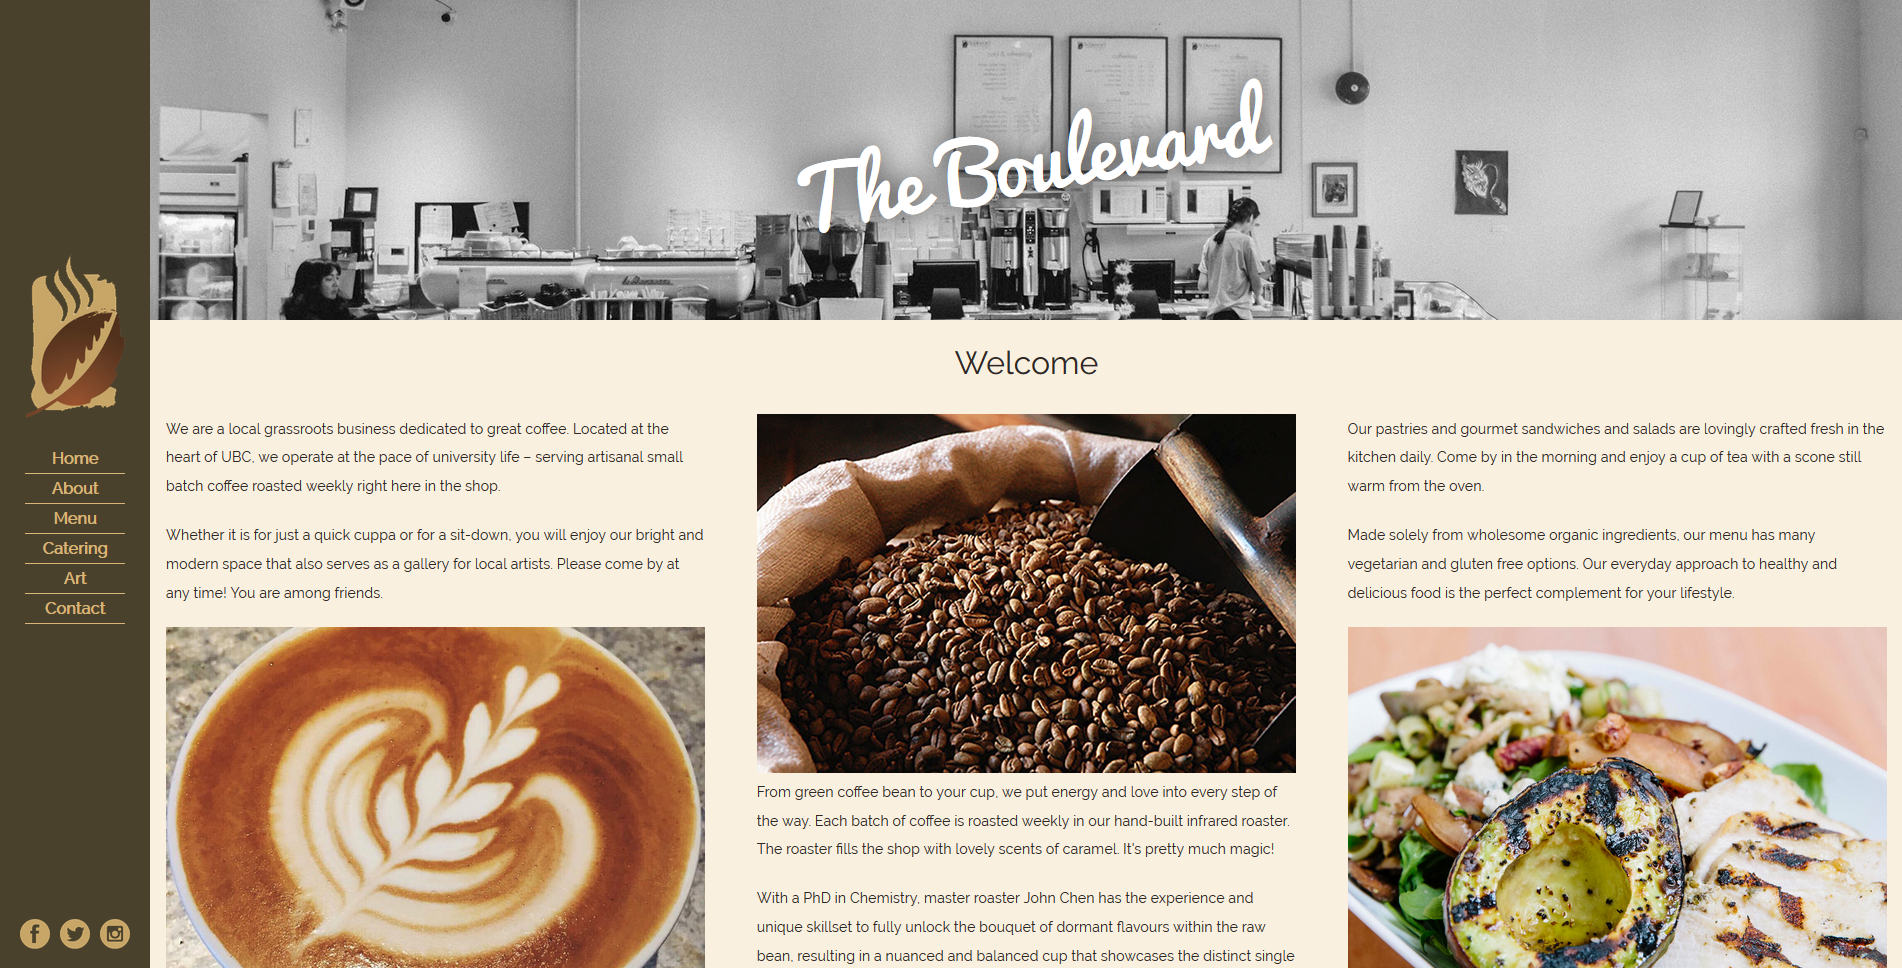 The Boulevard
Home
About
Menu
Catering
Art
Contact
Welcome
We are a local grassroots business dedicated to great coffee. Located at the
heart of UBC, we operate at the pace of university life – serving artisanal small
batch coffee roasted weekly right here in the shop.
Whether it is for just a quick cuppa or for a sit-down, you will enjoy our bright and
modern space that also serves as a gallery for local artists. Please come by at
any time! You are among friends.
From green coffee bean to your cup, we put energy and love into every step of
the way. Each batch of coffee is roasted weekly in our hand-built infrared roaster.
The roaster fills the shop with lovely scents of caramel. It's pretty much magic!
With a PhD in Chemistry, master roaster John Chen has the experience and
unique skillset to fully unlock the bouquet of dormant flavours within the raw
bean, resulting in a nuanced and balanced cup that showcases the distinct single
Our pastries and gourmet sandwiches and salads are lovingly crafted fresh in the
kitchen daily. Come by in the morning and enjoy a cup of tea with a scone still
warm from the oven.
Made solely from wholesome organic ingredients, our menu has many
vegetarian and gluten free options. Our everyday approach to healthy and
delicious food is the perfect complement for your lifestyle.